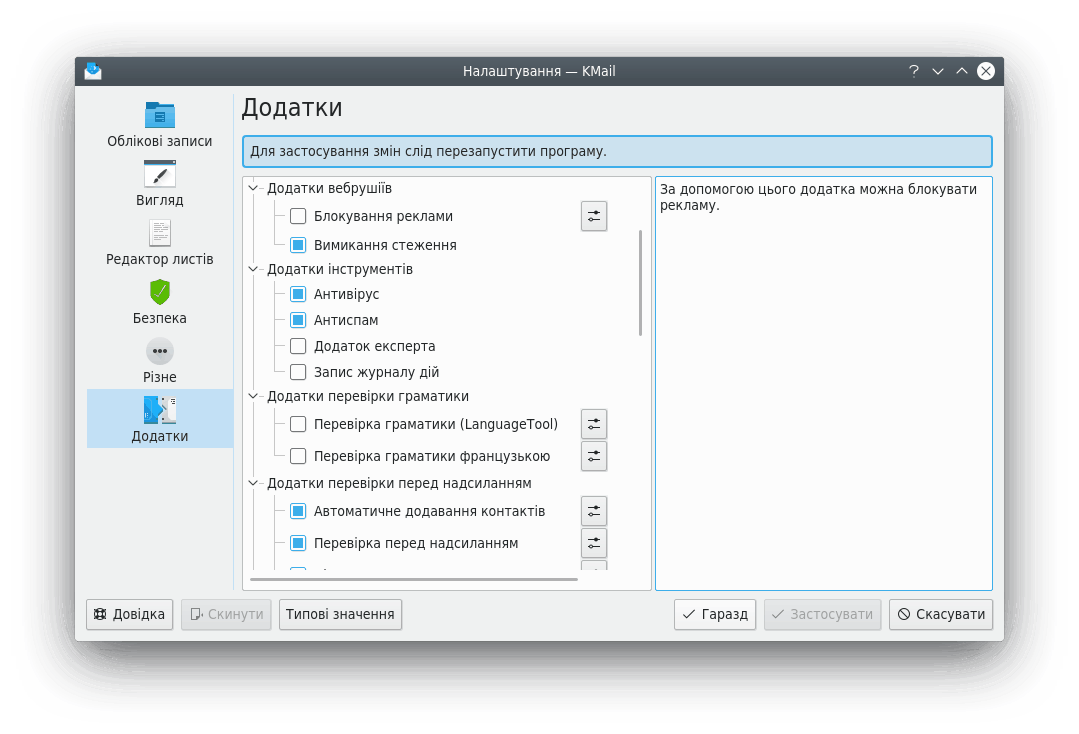 Налаштування — KMail
Облікові записи
Вигляд
Редактор листів
Безпека
Різне
Додатки
Додатки
Для застосування змін слід перезапустити програму.
Додатки вебрушіїв
Блокування реклами
Вимикання стеження
Додатки інструментів
Антивірус
Антиспам
Додаток експерта
Запис журналу дій
Додатки перевірки граматики
Перевірка граматики (LanguageTool)
Перевірка граматики французькою
Додатки перевірки перед надсиланням
Автоматичне додавання контактів
Перевірка перед надсиланням
За допомогою цього додатка можна блокувати
рекламу.
Довідка
Скинути
Типові значення
Гаразд
Застосувати
Скасувати